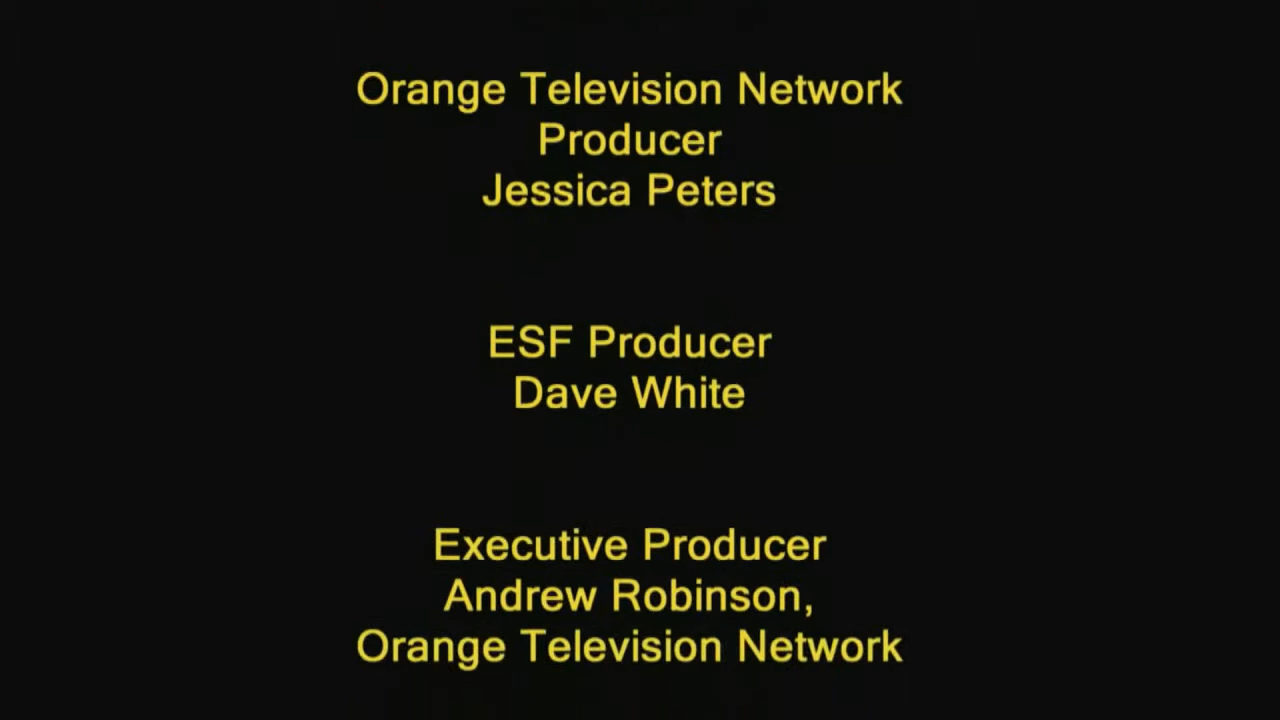 Orange Television Network
Producer
Jessica Peters
ESF Producer
Dave White
Executive Producer
Andrew Robinson,
Orange Television Network